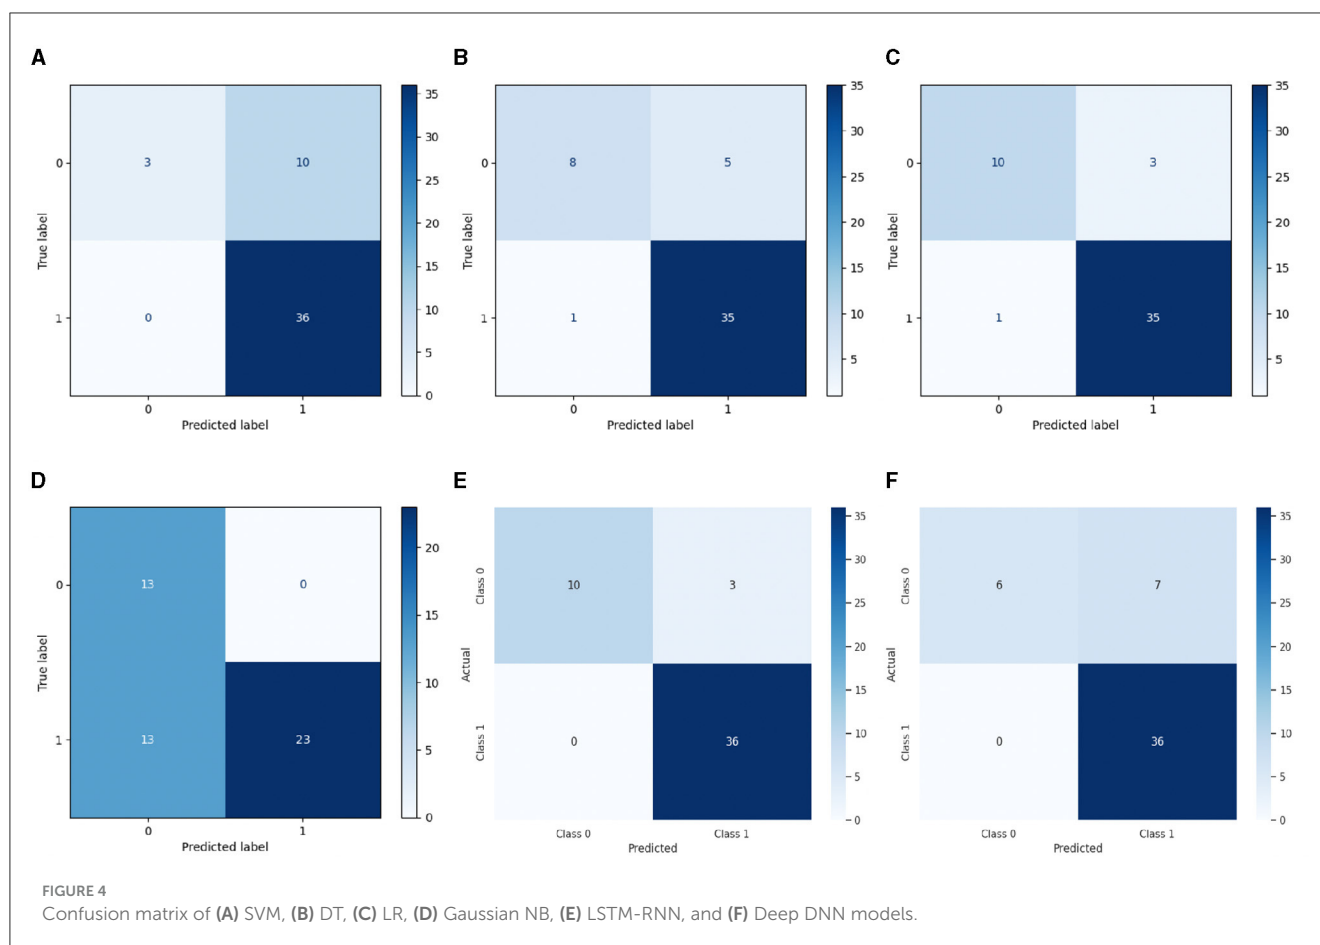 A
B
C
0
3
10
True label
1
0
36
0
1
Predicted label
35
30
25
20
15
10
5
0
0
8
5
True label
1
1
35
0
1
Predicted label
35
30
25
20
15
10
5
0
10
3
True label
1
1
35
0
1
Predicted label
35
30
25
20
15
10
5
D
E
F
0
13
0
True label
1
13
23
0
1
Predicted label
20
15
10
5
0
Class 0
10
3
Actual
Class 1
0
36
Class 0
Class 1
Predicted
35
30
25
20
15
10
5
0
Class 0
6
7
Actual
Class 1
0
36
Class 0
Class 1
Predicted
35
30
25
20
15
10
5
0
FIGURE 4
Confusion matrix of (A) SVM, (B) DT, (C) LR, (D) Gaussian NB, (E) LSTM-RNN, and (F) Deep DNN models.